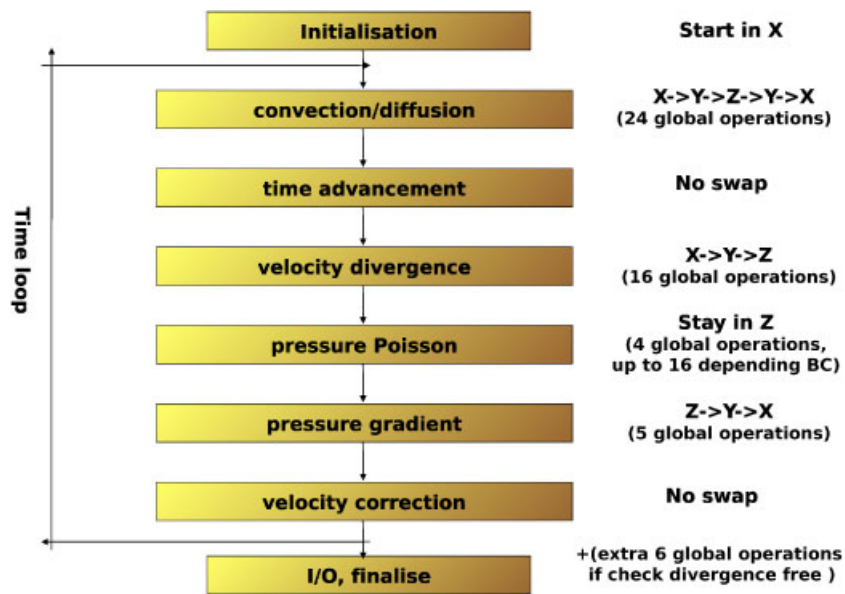 Initialisation
Start in X
convection/diffusion
X->Y->Z->Y->X
(24 global operations)
time advancement
No swap
Time loop
velocity divergence
X->Y->Z
(16 global operations)
pressure Poisson
Stay in Z
(4 global operations,
up to 16 depending BC)
pressure gradient
Z->Y->X
(5 global operations)
velocity correction
No swap
I/O, finalise
+(extra 6 global operations
if check divergence free )